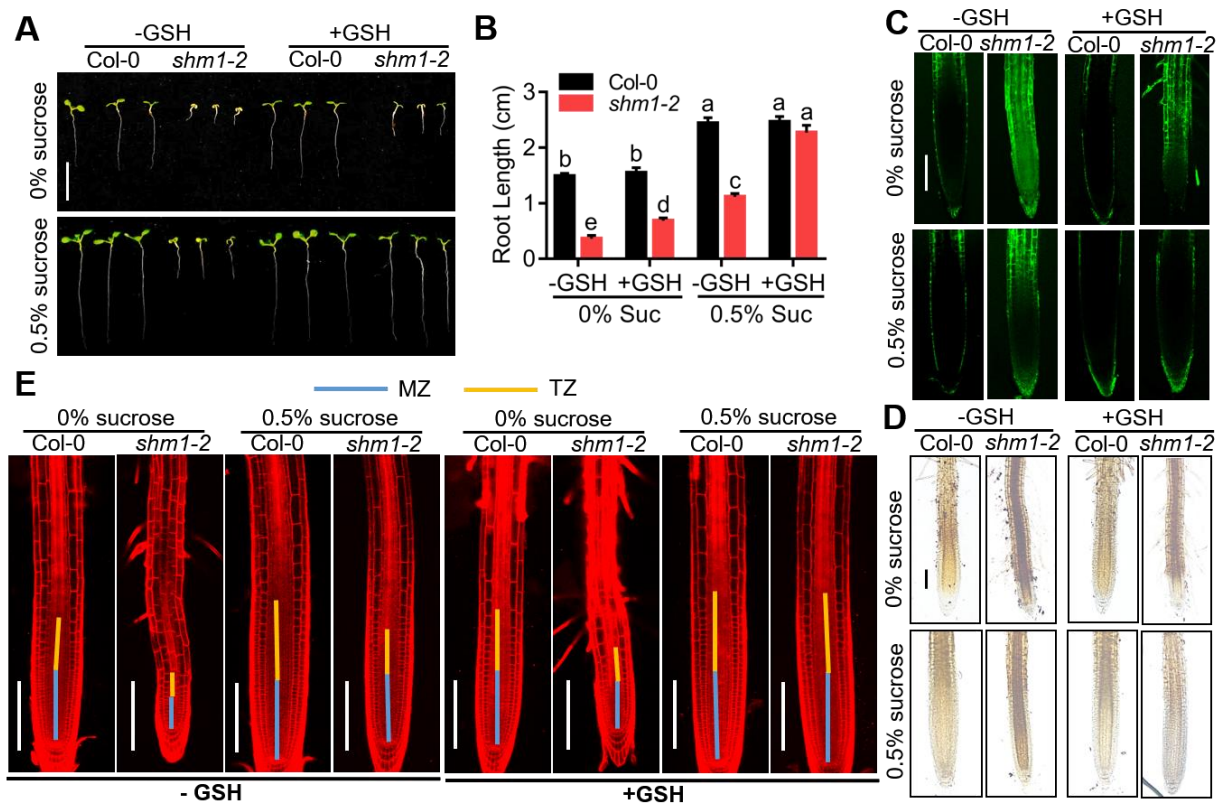 A
-GSH +GSH
Col-0 shm1-2 Col-0 shm1-2
0% sucrose
0.5% sucrose
B
Col-0
shm1-2
Root Length (cm)
3
2
1
0
b e b d a c a a
-GSH +GSH -GSH +GSH
0% Suc 0.5% Suc
C
-GSH +GSH
Col-0 shm1-2 Col-0 shm1-2
0% sucrose
0.5% sucrose
D
-GSH +GSH
Col-0 shm1-2 Col-0 shm1-2
0% sucrose
0.5% sucrose
E
MZ TZ
0% sucrose 0.5% sucrose 0% sucrose 0.5% sucrose
Col-0 shm1-2 Col-0 shm1-2 Col-0 shm1-2 Col-0 shm1-2
- GSH +GSH